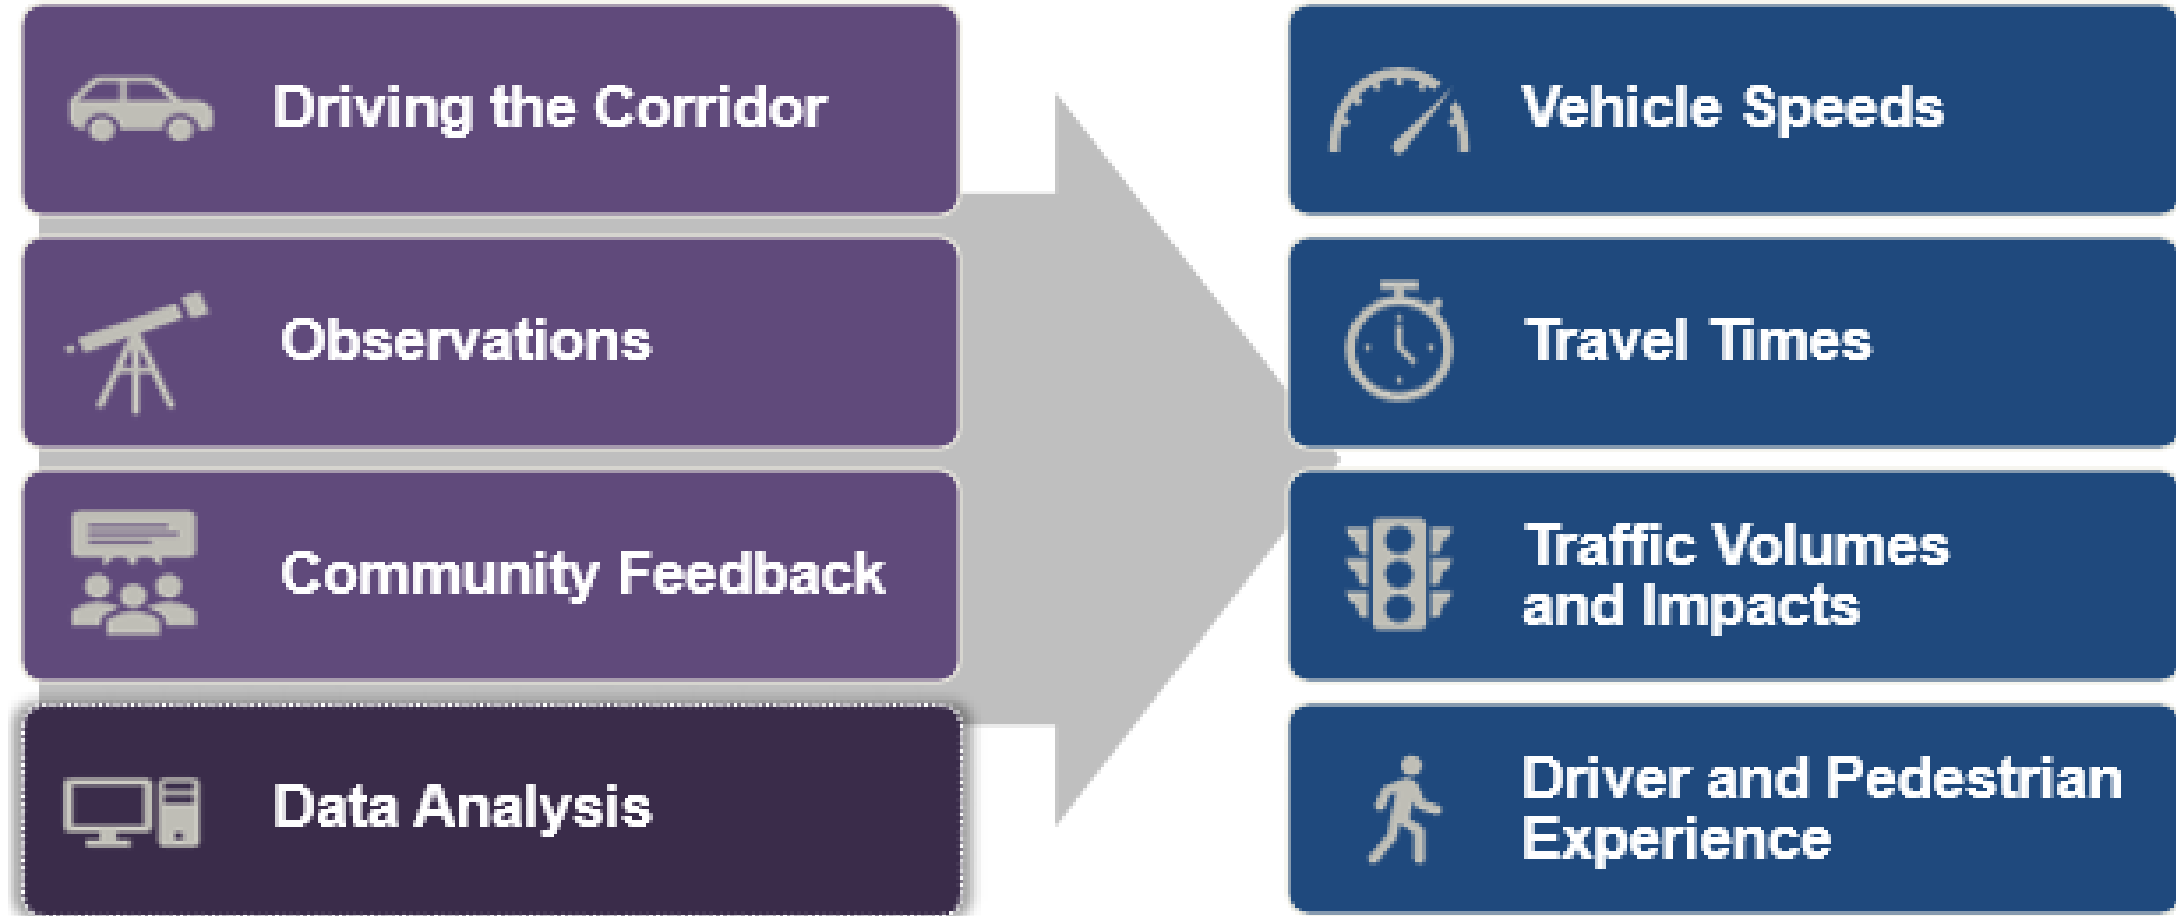 Driving the Corridor
Observations
Community Feedback
Data Analysis
Vehicle Speeds
Travel Times
Traffic Volumes
and Impacts
Driver and Pedestrian
Experience